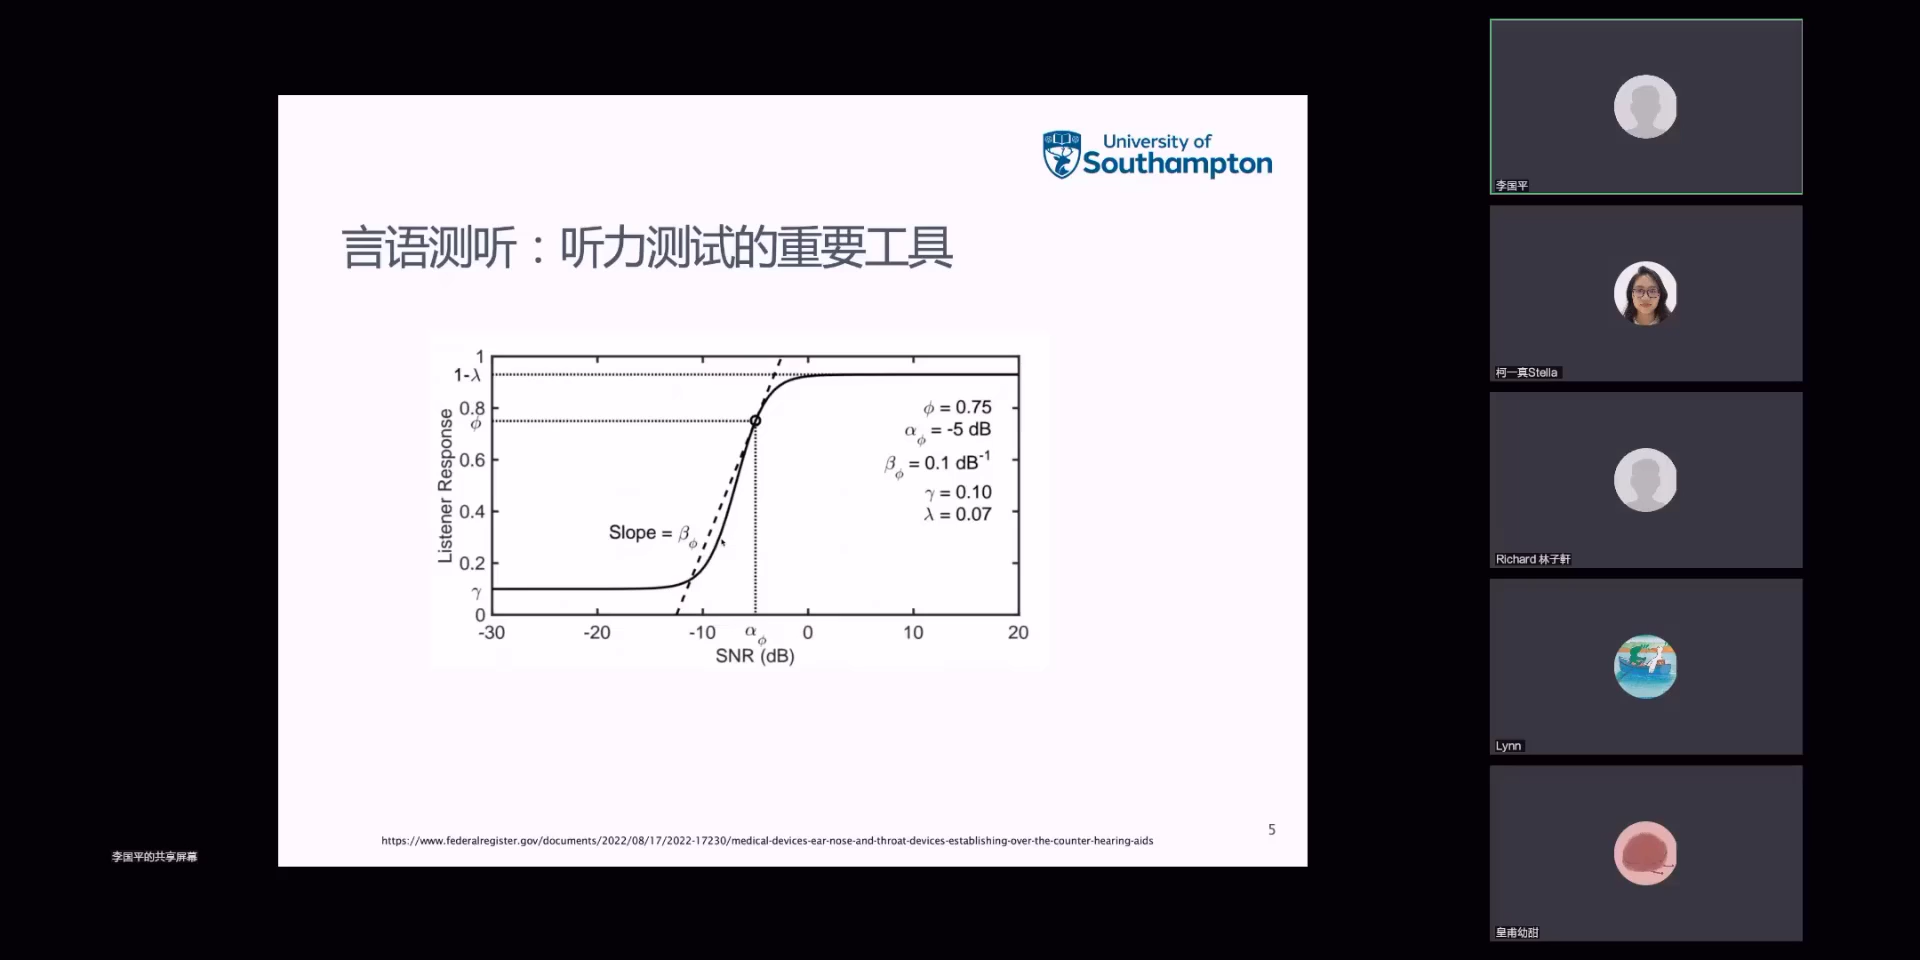 University of
Southampton
言语测听：听力测试的重要工具
1
1-λ
0.8
ϕ
0.6
0.4
0.2
γ
0
Listener Response
ϕ = 0.75
αϕ = -5 dB
βϕ = 0.1 dB-1
γ = 0.10
λ = 0.07
Slope = βϕ
-30 -20 -10 αϕ 0 10 20
SNR (dB)
5
https://www.federalregister.gov/documents/2022/08/17/2022-17230/medical-devices-ear-nose-and-throat-devices-establishing-over-the-counter-hearing-aids
李国平的共享屏幕
李国平
柯一真Stella
Richard 林子軒
Lynn
皇甫幼甜